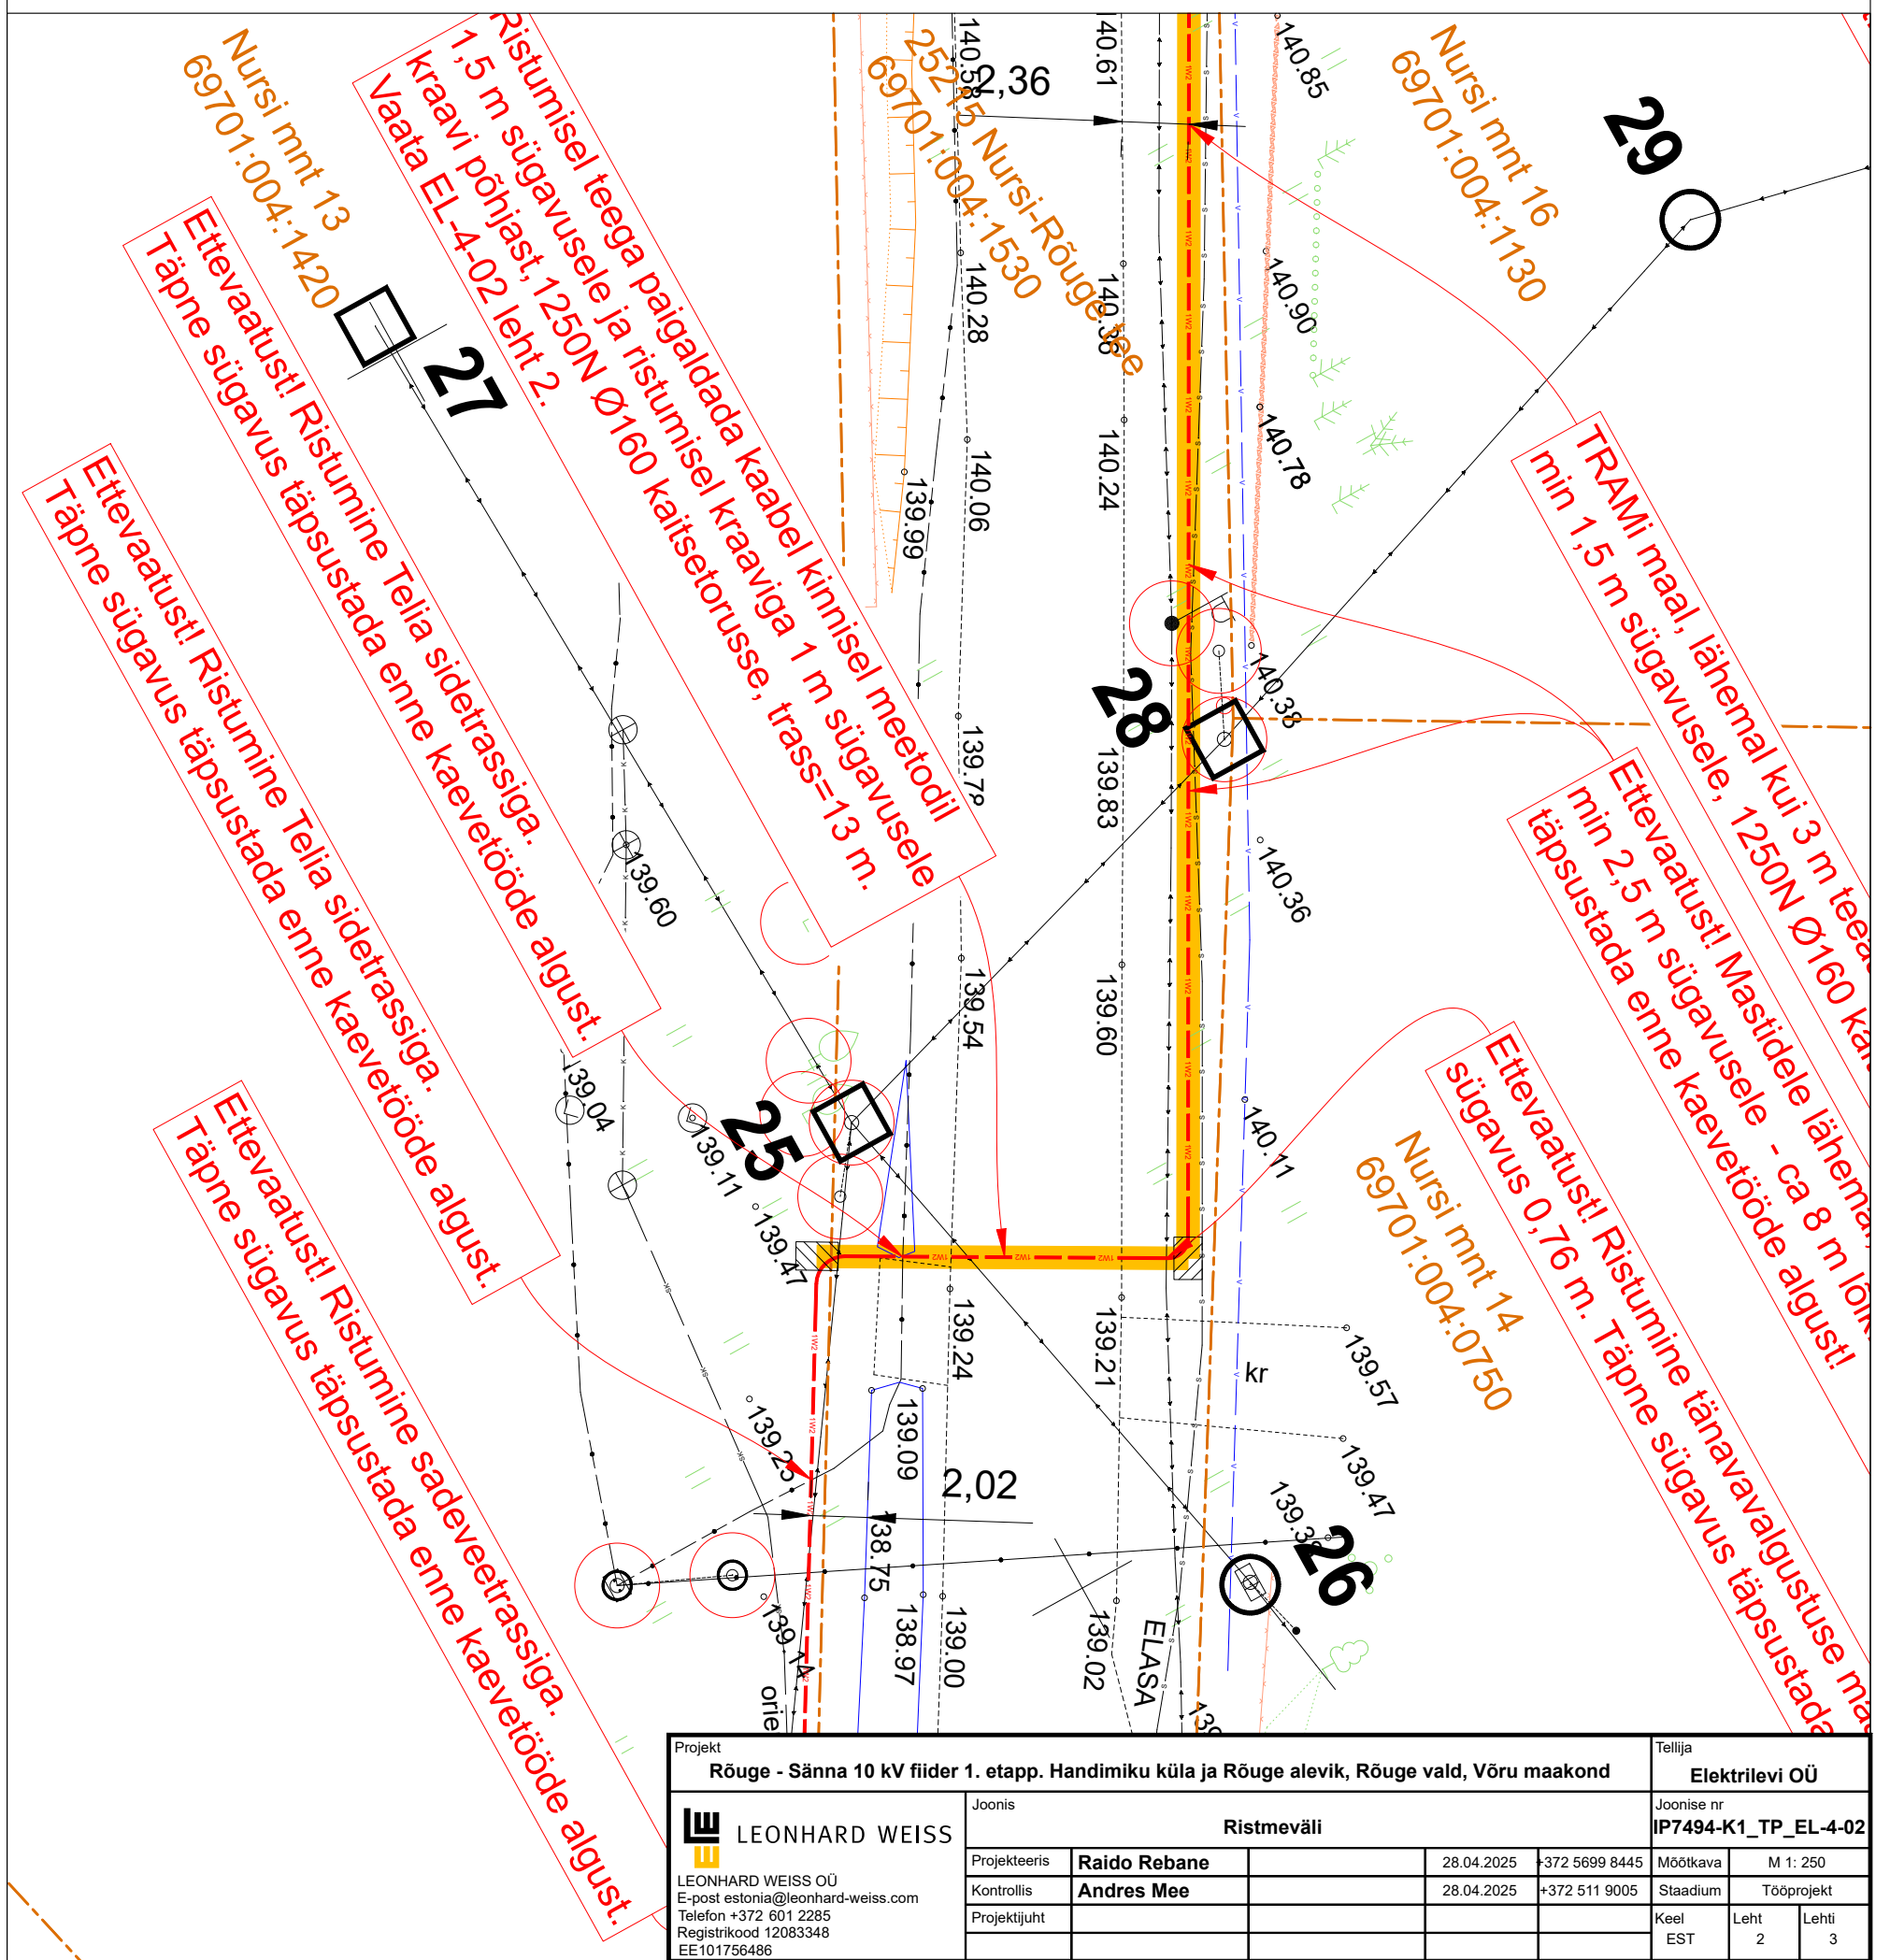 Nursi mnt 13
69701:004:1420
Ristumisel teega paigaldada kaabel kinnisel meetodil
1,5 m sügavusele ja ristumisel kraaviga 1 m sügavusele
kraavi põhjast, 1250N Ø160 kaitsetorusse, trass=13 m.
Vaata EL-4-02 leht 2.
25215 Nursi-Rõuge tee
69701:004:1530
Nursi mnt 16
69701:004:1130
29
27
28
25
26
2,36
2,02
Ettevaatust! Ristumine Telia sidetrassiga.
Täpne sügavus täpsustada enne kaevetööde algust.
Ettevaatust! Ristumine Telia sidetrassiga.
Täpne sügavus täpsustada enne kaevetööde algust.
Ettevaatust! Ristumine sadeveetrassiga.
Täpne sügavus täpsustada enne kaevetööde algust.
TRAMi maal, lähemal kui 3 m
min 1,5 m sügavusele, 1250N Ø160
Ettevaatust! Mastidele
min 2,5 m sügavusele - ca 8 m
täpsustada enne kaevetööde algust!
Ettevaatust! Ristumine tänavavalgustuse
sügavus 0,76 m. Täpne sügavus täpsustada
Nursi mnt 14
69701:004:0750
140.58
40.61
140.85
140.28
140.36
140.90
140.06
140.24
140.78
139.99
140.38
139.83
140.36
139.60
139.54
139.60
139.04
139.11
140.11
139.47
139.24
139.21
139.57
139.25
139.09
139.47
138.75
138.97
139.00
139.02
139.14
kr
ELASA
Projekt
Rõuge - Sänna 10 kV fiider 1. etapp. Handimiku küla ja Rõuge alevik, Rõuge vald, Võru maakond
Tellija
Elektrilevi OÜ
LEONHARD WEISS
LEONHARD WEISS OÜ
E-post estonia@leonhard-weiss.com
Telefon +372 601 2285
Registrikood 12083348
EE101756486
Joonis
Ristmeväli
Joonise nr
IP7494-K1_TP_EL-4-02
Projekteeris Raido Rebane 28.04.2025 +372 5699 8445 Mõõtkava M 1: 250
Kontrollis Andres Mee 28.04.2025 +372 511 9005 Staadium Tööprojekt
Projektijuht
Keel Leht Lehti
EST 2 3